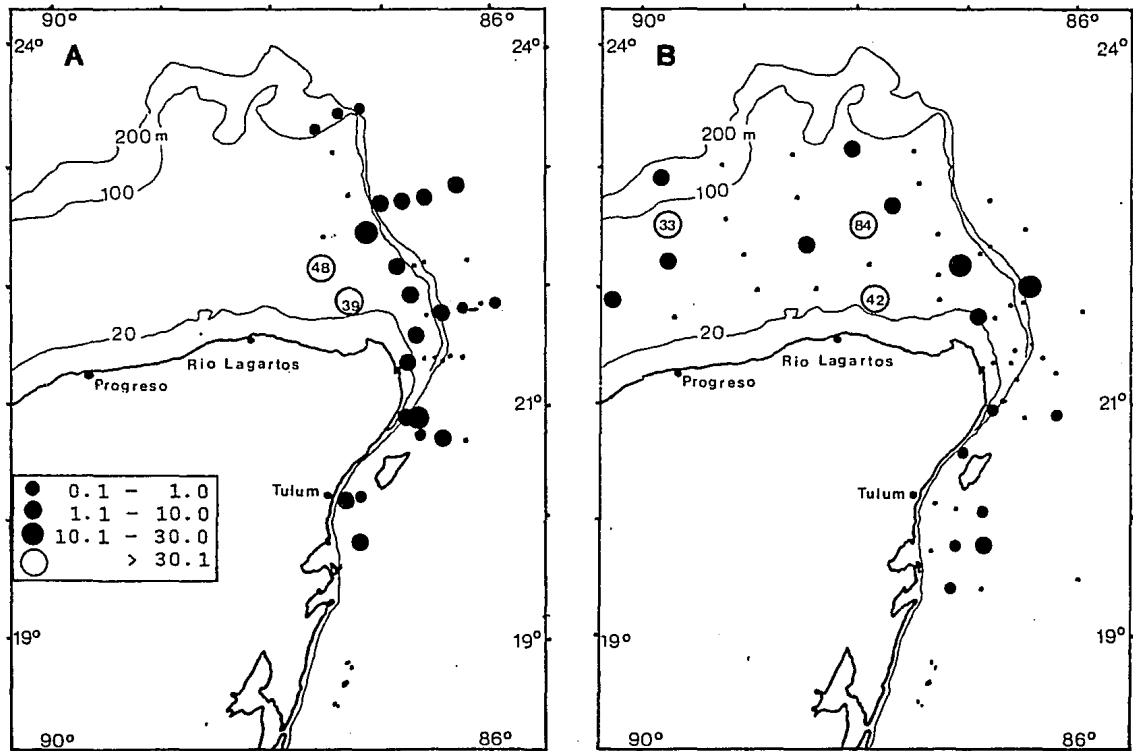 90° 86°
24° A 24°
200 m
100
48
39
20
Rio Lagartos
Progreso
21°
Tulum
0.1 - 1.0
1.1 - 10.0
10.1 - 30.0
> 30.1
19° 19°
90° 86°
90° 86°
24° B 24°
200 m
100
33
84
42
20
Rio Lagartos
Progreso
21°
Tulum
19° 19°
90° 86°